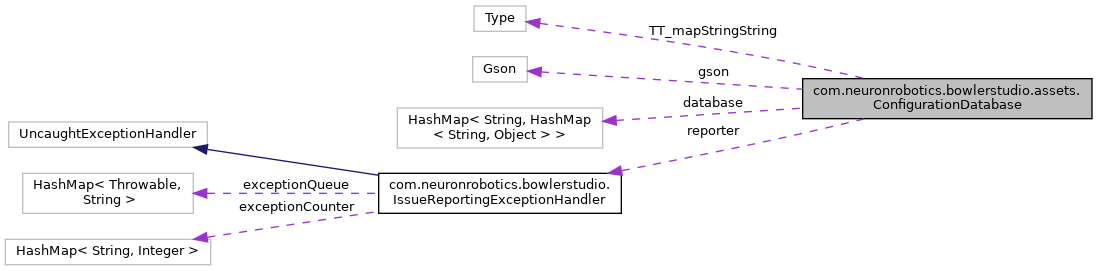 Type
TT_mapStringString
Gson
gson
com.neuronrobotics.bowlerstudio.assets.
ConfigurationDatabase
database
HashMap< String, HashMap
< String, Object > >
reporter
UncaughtExceptionHandler
HashMap< Throwable,
String >
exceptionQueue
com.neuronrobotics.bowlerstudio.
IssueReportingExceptionHandler
exceptionCounter
HashMap< String, Integer >